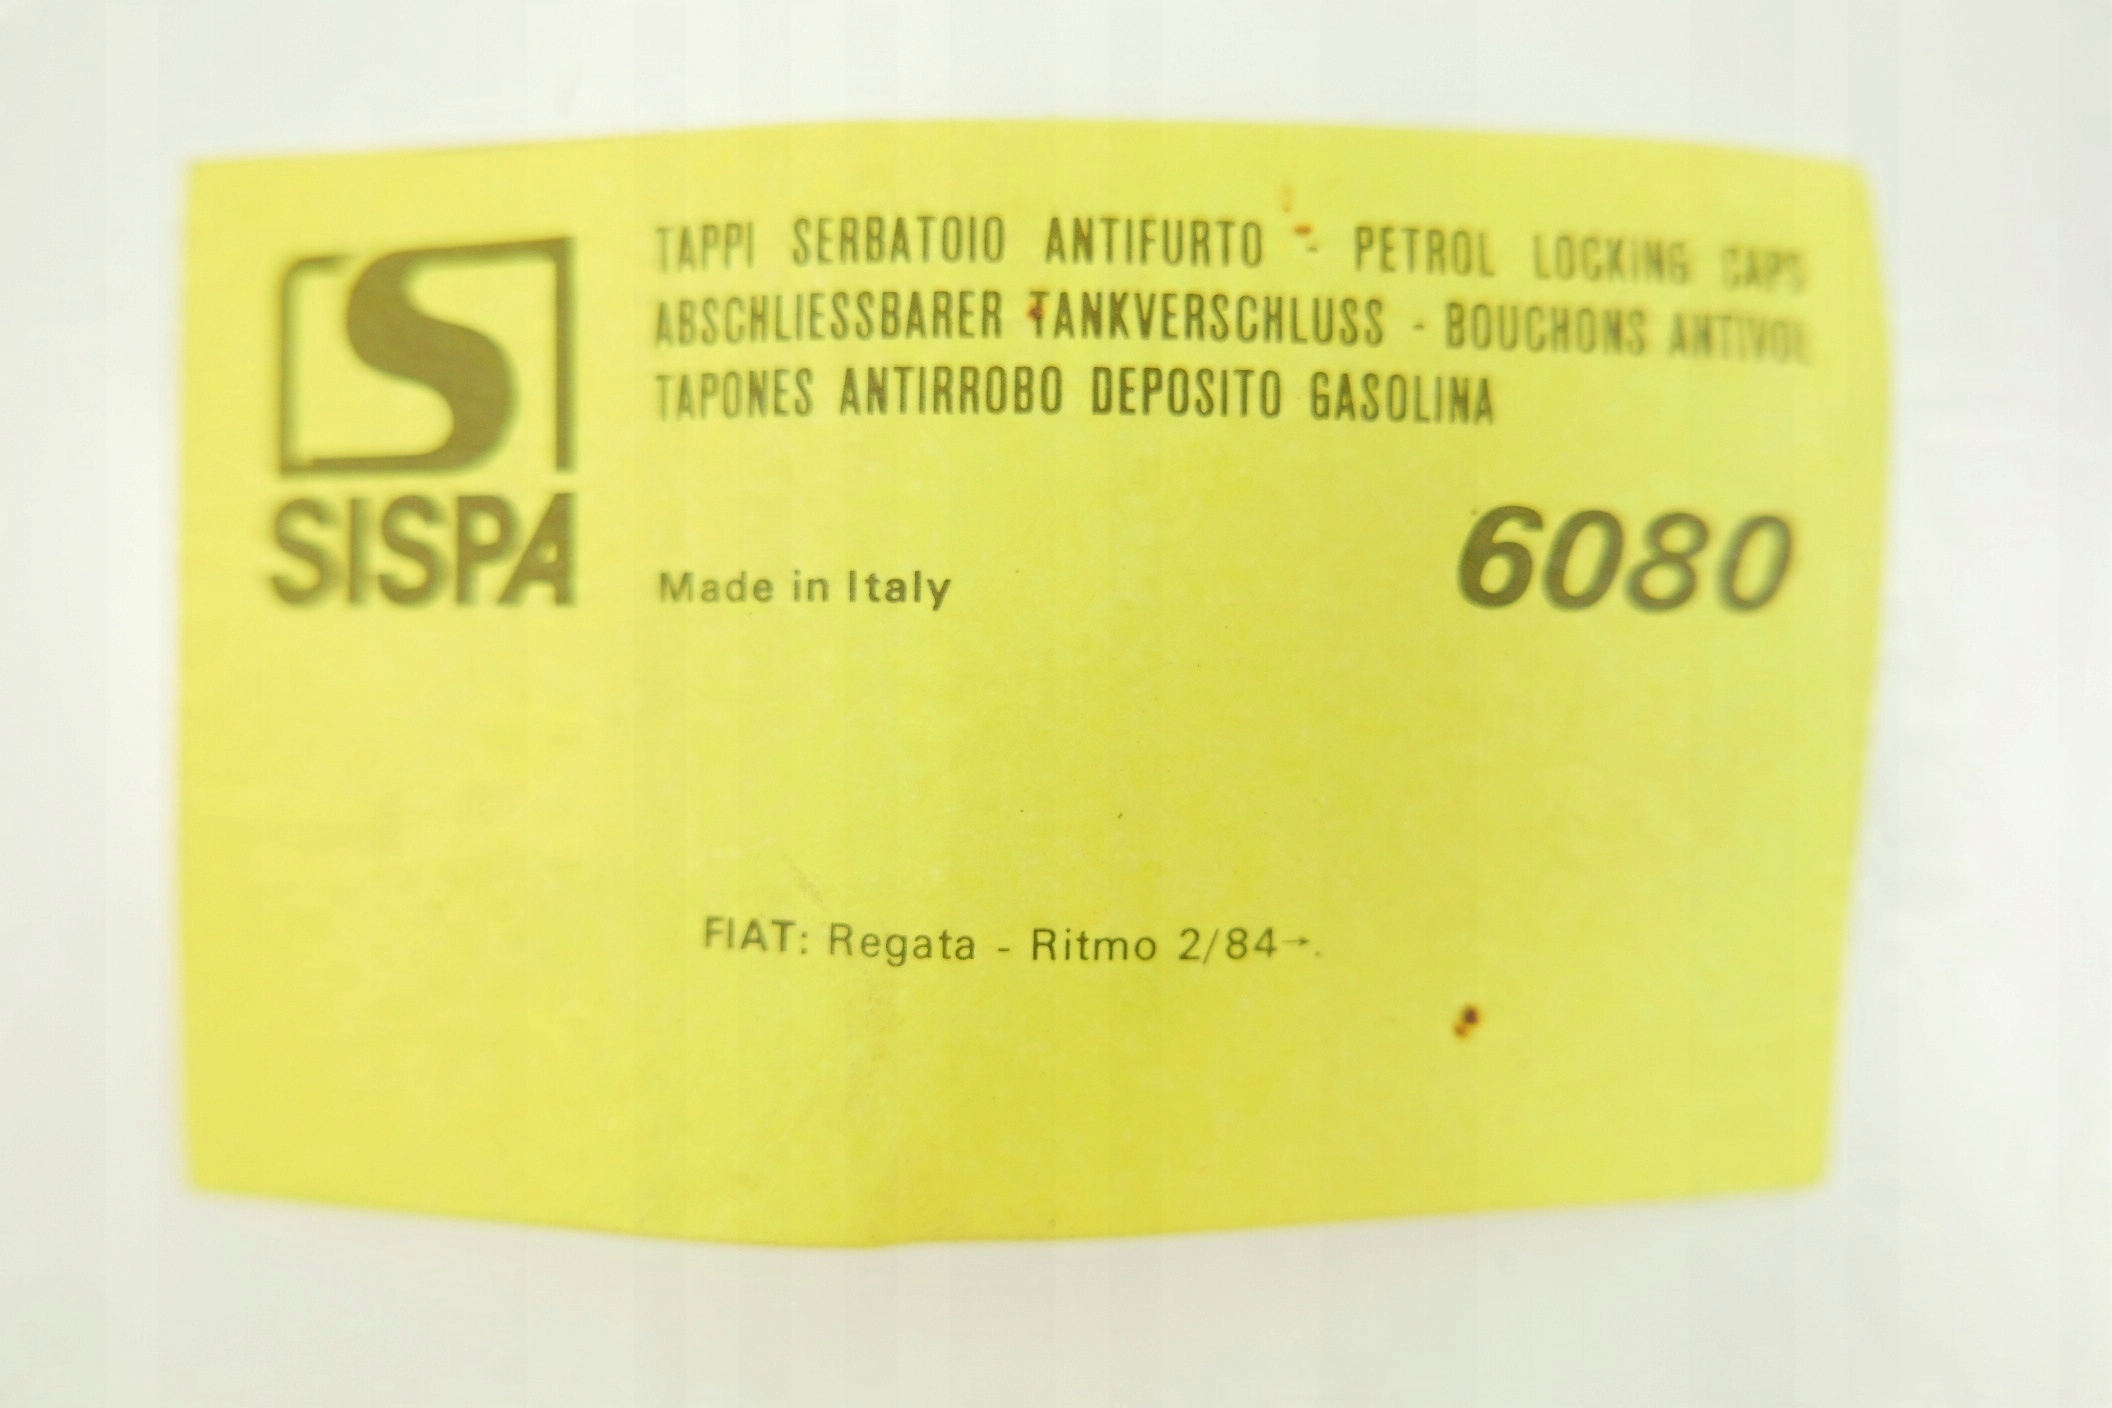 TAPPI SERBATOIO ANTIFURTO - PETROL LOCKING CAPS
ABSCHLIESSBARER TANKVERSCHLUSS - BOUCHONS ANTIVOL
TAPONES ANTIRROBO DEPOSITO GASOLINA
S
SISPA
Made in Italy
6080
FIAT: Regata - Ritmo 2/84→.